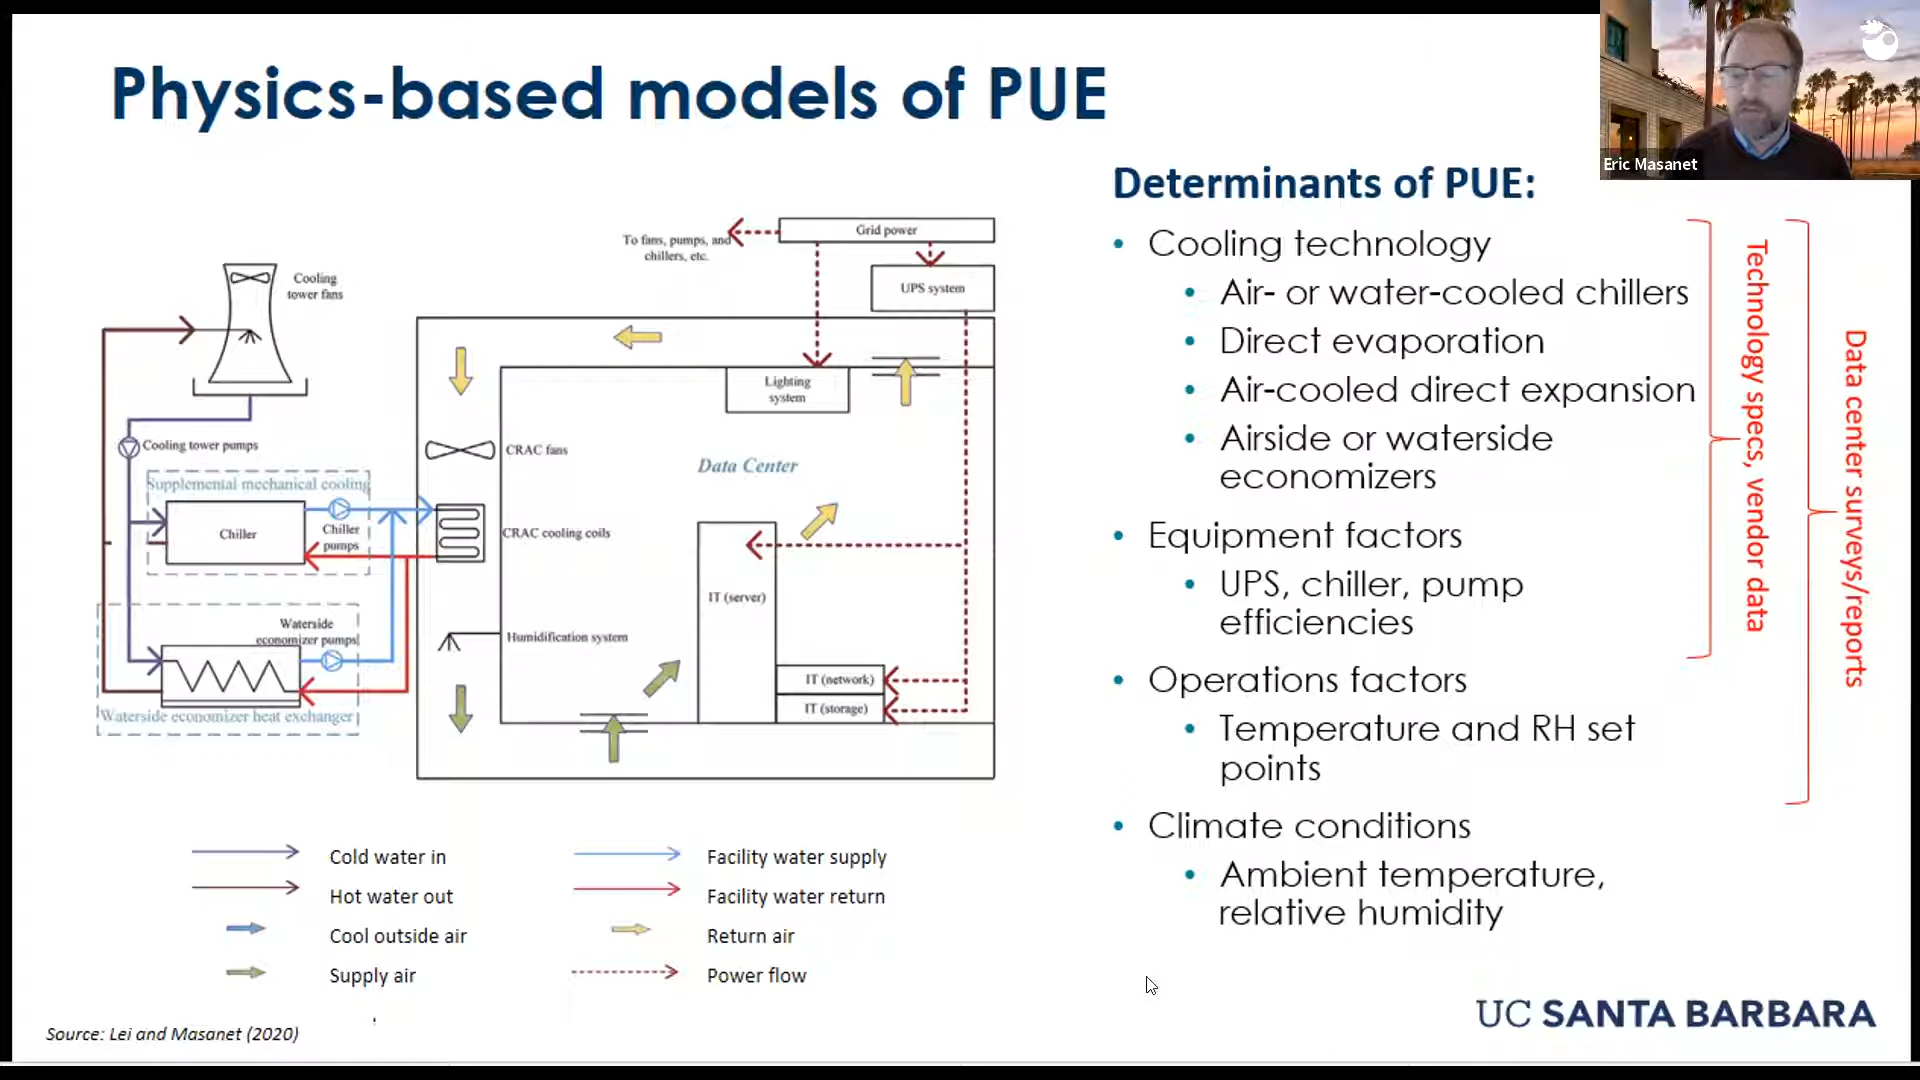 Physics-based models of PUE
Eric Masanet
Determinants of PUE:
• Cooling technology
• Air- or water-cooled chillers
• Direct evaporation
• Air-cooled direct expansion
• Airside or waterside
economizers
• Equipment factors
• UPS, chiller, pump
efficiencies
• Operations factors
• Temperature and RH set
points
• Climate conditions
• Ambient temperature,
relative humidity
Technology specs, vendor data
Data center surveys/reports
To fans, pumps, and
chillers, etc.
Grid power
UPS system
Cooling
tower fans
Lighting
system
Cooling tower pumps
CRAC fans
Data Center
Supplemental mechanical cooling
Chiller
Chiller
pumps
CRAC cooling coils
IT (server)
Waterside
economizer pumps
Humidification system
IT (network)
IT (storage)
Waterside economizer heat exchanger
Cold water in
Hot water out
Cool outside air
Supply air
Facility water supply
Facility water return
Return air
Power flow
Source: Lei and Masanet (2020)
UC SANTA BARBARA